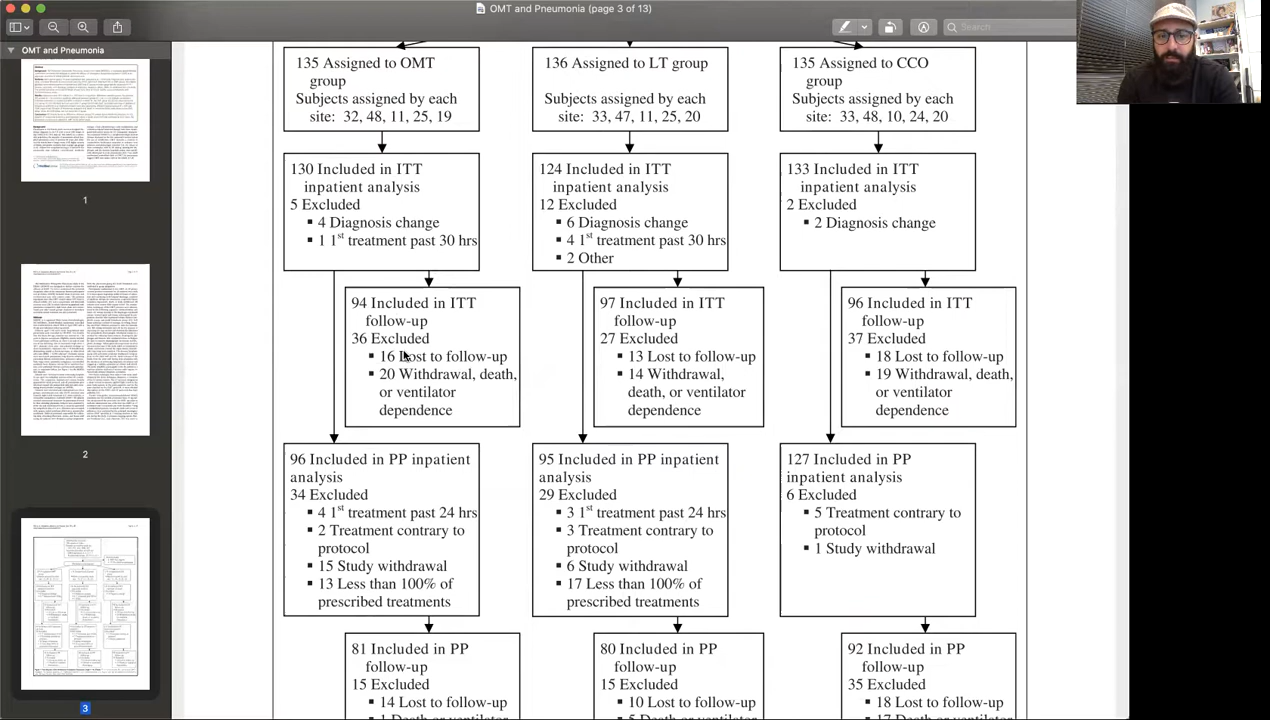 OMT and Pneumonia (page 3 of 13)
Search
OMT and Pneumonia
1
2
3
135 Assigned to OMT
group
Subjects assigned by each
site: 32, 48, 11, 25, 19
136 Assigned to LT group
Subjects assigned by each
site: 33, 47, 11, 25, 20
135 Assigned to CCO
group
Subjects assigned by each
site: 33, 48, 10, 24, 20
130 Included in ITT
inpatient analysis
5 Excluded
▪ 4 Diagnosis change
▪ 1 1st treatment past 30 hrs
124 Included in ITT
inpatient analysis
12 Excluded
▪ 6 Diagnosis change
▪ 4 1st treatment past 30 hrs
▪ 2 Other
133 Included in ITT
inpatient analysis
2 Excluded
▪ 2 Diagnosis change
94 Included in ITT
follow-up
36 Excluded
▪ 16 Lost to follow-up
▪ 20 Withdrawal, death,
or ventilator
dependence
97 Included in ITT
follow-up
27 Excluded
▪ 13 Lost to follow-up
▪ 14 Withdrawal,
death, or ventilator
dependence
96 Included in ITT
follow-up
37 Excluded
▪ 18 Lost to follow-up
▪ 19 Withdrawal, death,
or ventilator
dependence
96 Included in PP inpatient
analysis
34 Excluded
▪ 4 1st treatment past 24 hrs
▪ 2 Treatment contrary to
protocol
▪ 15 Study withdrawal
▪ 13 Less than 100% of
prescribed treatments
95 Included in PP inpatient
analysis
29 Excluded
▪ 3 1st treatment past 24 hrs
▪ 3 Treatment contrary to
protocol
▪ 6 Study withdrawal
▪ 17 Less than 100% of
prescribed treatments
127 Included in PP
inpatient analysis
6 Excluded
▪ 5 Treatment contrary to
protocol
▪ 1 Study withdrawal
81 Included in PP
follow-up
15 Excluded
▪ 14 Lost to follow-up
▪ 1 Death or ventilator
80 Included in PP
follow-up
15 Excluded
▪ 10 Lost to follow-up
▪ 5 Death or ventilator
92 Included in PP
follow-up
35 Excluded
▪ 18 Lost to follow-up
▪ 17 Death or ventilator